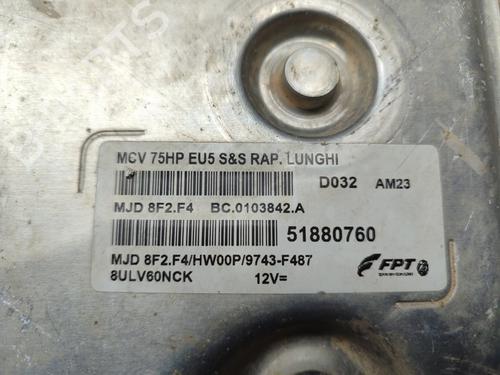 MCV 75HP EU5 S&S RAP. LUNGHI
D032 AM23
MJD 8F2.F4 BC.0103842.A
51880760
MJD 8F2.F4/HW00P/9743-F487
8ULV60NCK 12V=
FPT